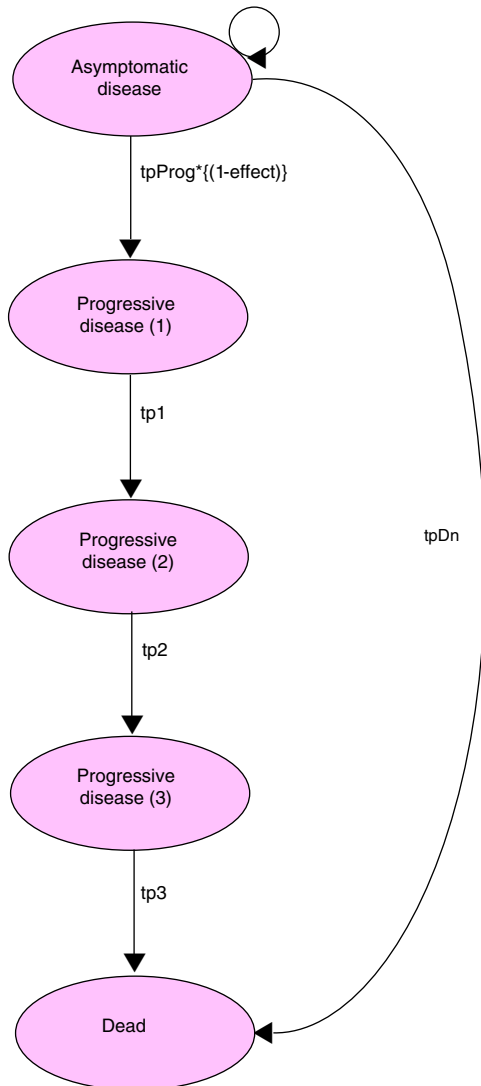 Asymptomatic
disease
tpProg*{(1-effect)}
Progressive
disease (1)
tp1
Progressive
disease (2)
tpDn
tp2
Progressive
disease (3)
tp3
Dead